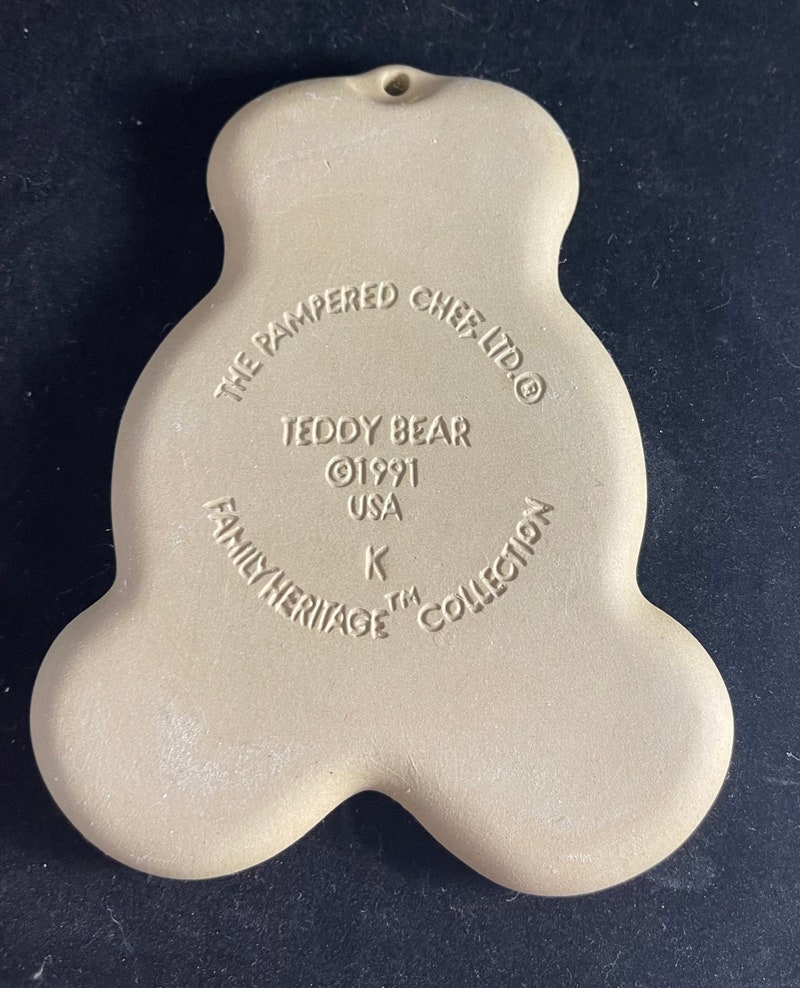 THE PAMPERED CHEF, LTD.®
TEDDY BEAR
©1991
USA
K
FAMILY HERITAGE™ COLLECTION